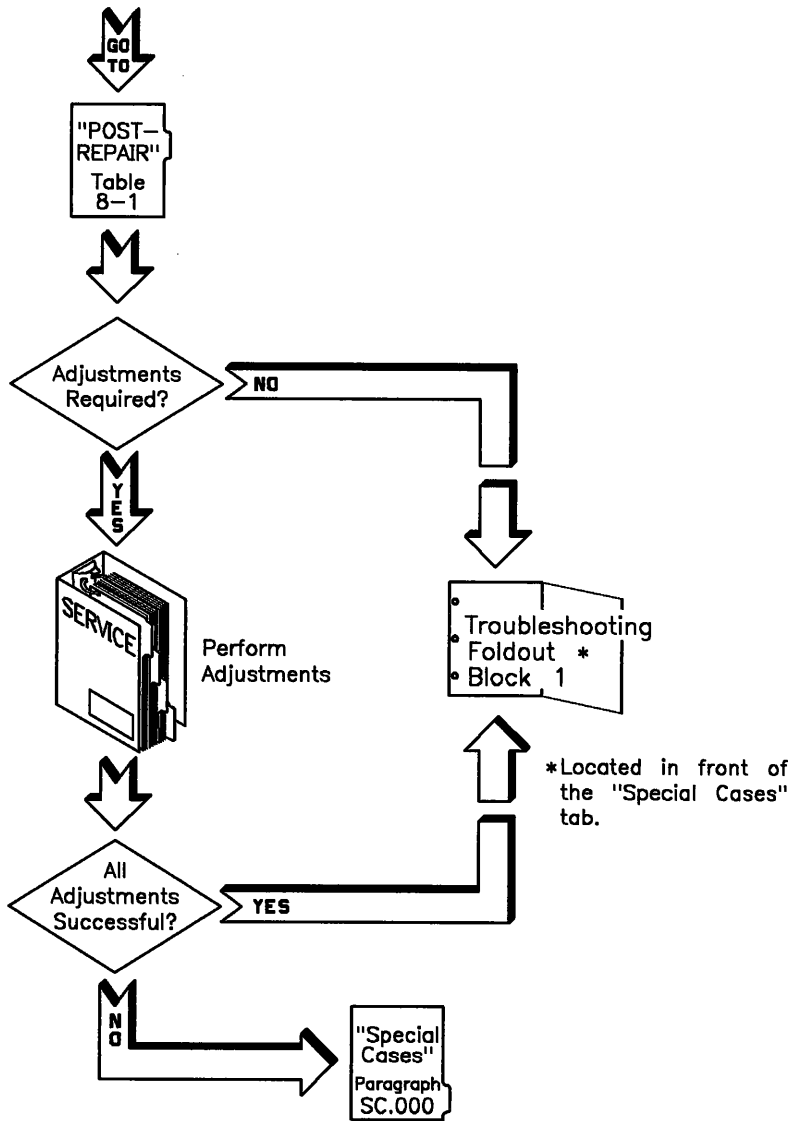 GO
TO
"POST-
REPAIR"
Table
8-1
Adjustments
Required?
NO
YES
SERVICE
Perform
Adjustments
Troubleshooting
Foldout *
Block 1
*Located in front of
the "Special Cases"
tab.
All
Adjustments
Successful?
YES
NO
"Special
Cases"
Paragraph
SC.000